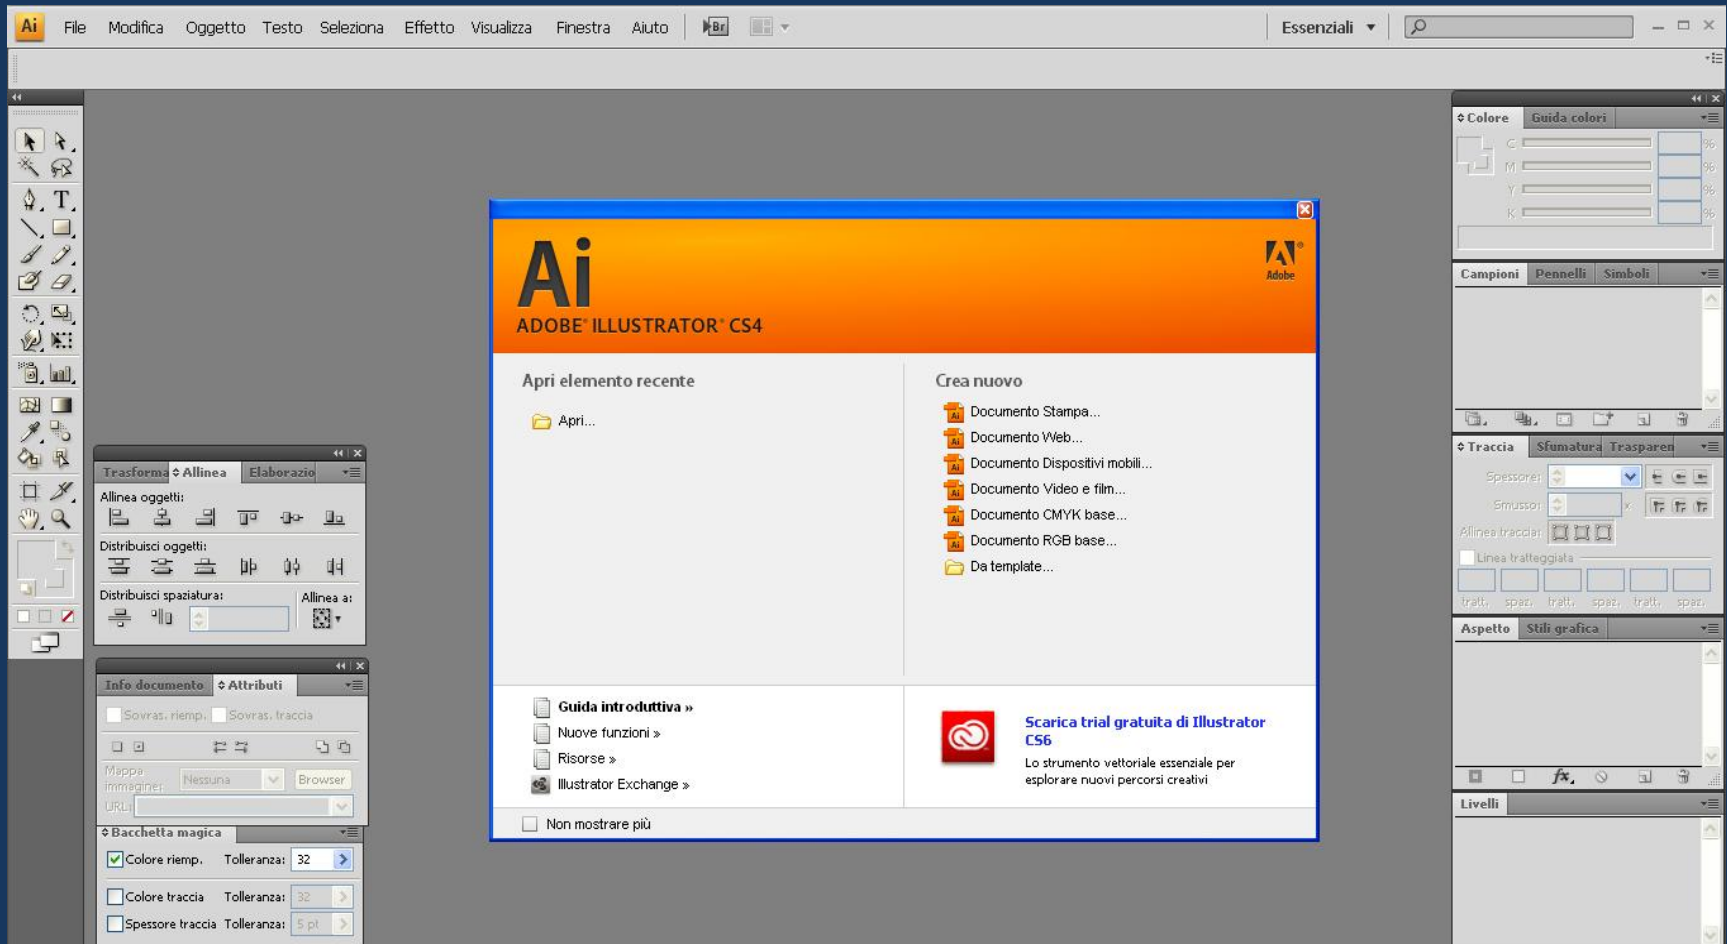 Ai File Modifica Oggetto Testo Seleziona Effetto Visualizza Finestra Aiuto Br Essenziali
Colore Guida colori
C %
M %
Y %
K %
Campioni Pennelli Simboli
Traccia Sfumatura Trasparen
Spessore:
Smusso: x
Allinea traccia:
Linea tratteggiata
tratt. spaz. tratt. spaz. tratt. spaz.
Aspetto Stili grafica
fx
Livelli
T
Trasforma Allinea Elaborazio
Allinea oggetti:
Distribuisci oggetti:
Distribuisci spaziatura: Allinea a:
Info documento Attributi
Sovras. riemp. Sovras. traccia
Mappa
immagine: Nessuna Browser
URL:
Bacchetta magica
Colore riemp. Tolleranza: 32
Colore traccia Tolleranza: 32
Spessore traccia Tolleranza: 5 pt
Ai
ADOBE® ILLUSTRATOR® CS4
Adobe
Apri elemento recente
Apri...
Crea nuovo
Documento Stampa...
Documento Web...
Documento Dispositivi mobili...
Documento Video e film...
Documento CMYK base...
Documento RGB base...
Da template...
Guida introduttiva »
Nuove funzioni »
Risorse »
Illustrator Exchange »
Scarica trial gratuita di Illustrator
CS6
Lo strumento vettoriale essenziale per
esplorare nuovi percorsi creativi
Non mostrare più